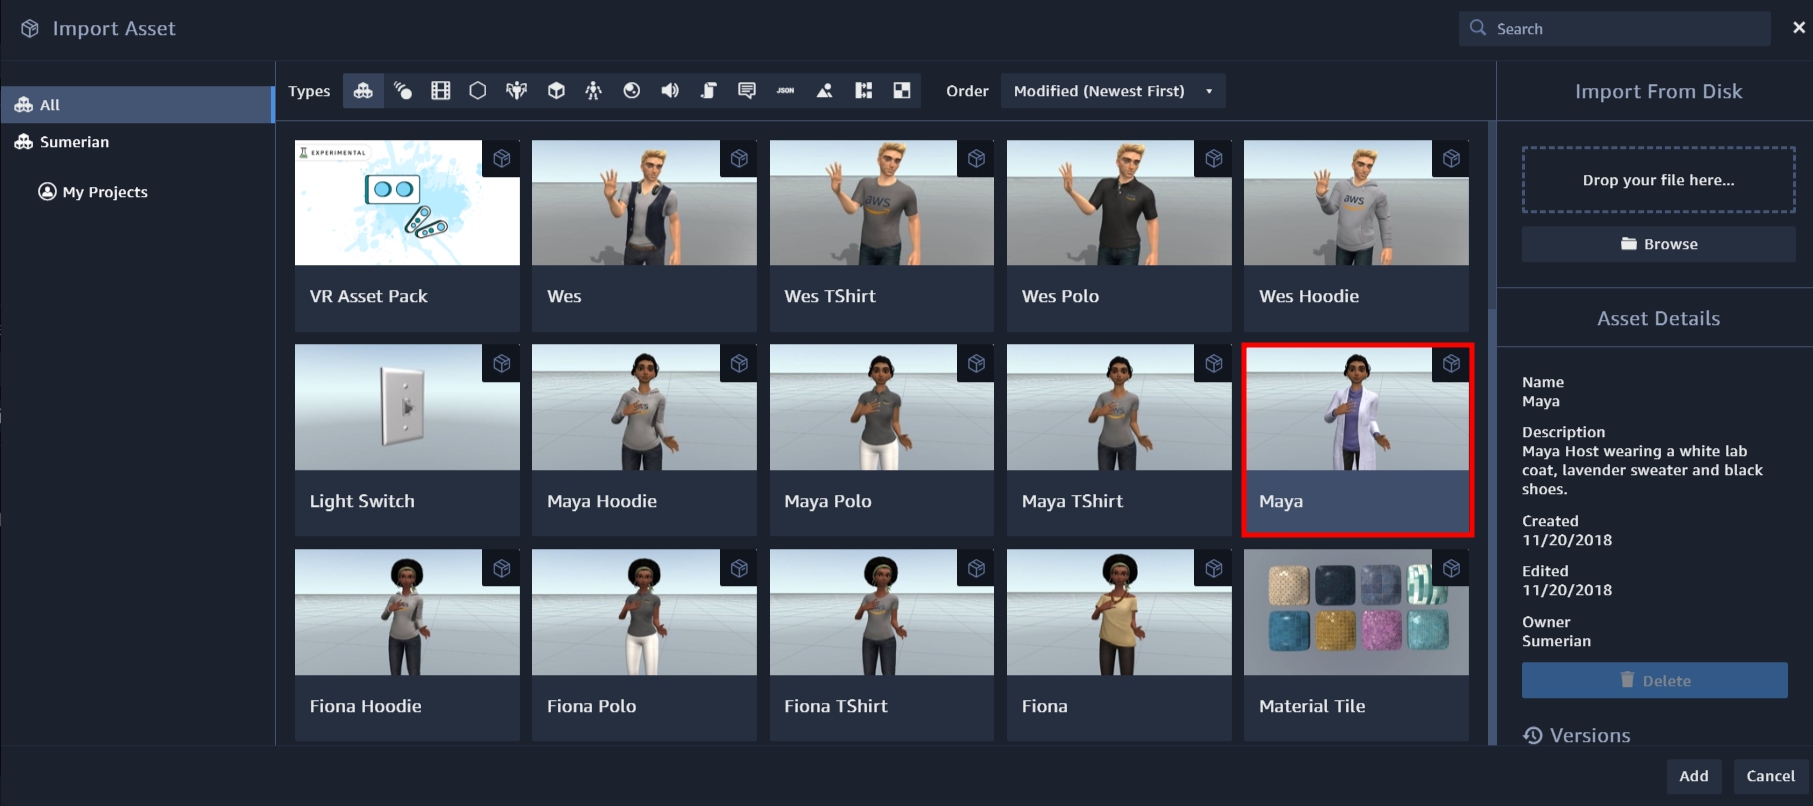 Import Asset
Search
All
Sumerian
My Projects
Types
JSON
Order
Modified (Newest First)
EXPERIMENTAL
aws
aws
VR Asset Pack
Wes
Wes TShirt
Wes Polo
Wes Hoodie
Light Switch
Maya Hoodie
Maya Polo
Maya TShirt
Maya
Fiona Hoodie
Fiona Polo
Fiona TShirt
Fiona
Material Tile
Import From Disk
Drop your file here...
Browse
Asset Details
Name
Maya
Description
Maya Host wearing a white lab
coat, lavender sweater and black
shoes.
Created
11/20/2018
Edited
11/20/2018
Owner
Sumerian
Delete
Versions
Add
Cancel